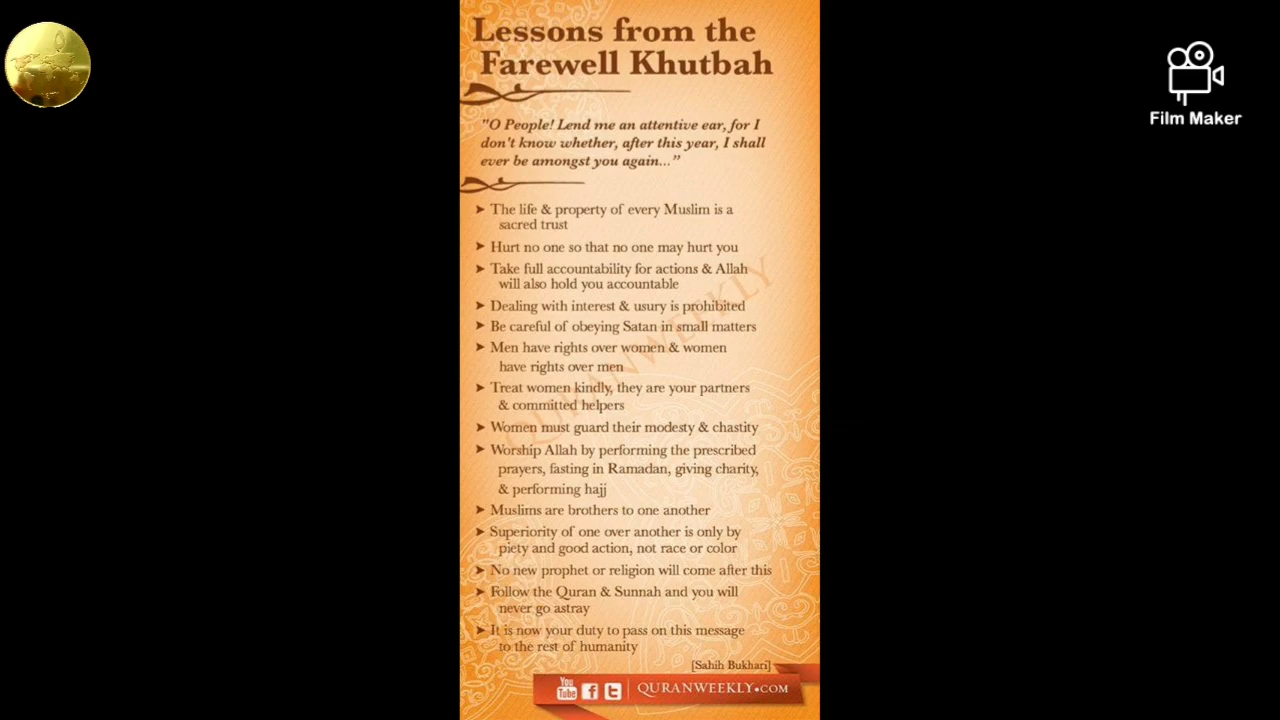 Lessons from the
Farewell Khutbah
"O People! Lend me an attentive ear, for I
don't know whether, after this year, I shall
ever be amongst you again..."
➤ The life & property of every Muslim is a
sacred trust
➤ Hurt no one so that no one may hurt you
➤ Take full accountability for actions & Allah
will also hold you accountable
➤ Dealing with interest & usury is prohibited
➤ Be careful of obeying Satan in small matters
➤ Men have rights over women & women
have rights over men
➤ Treat women kindly, they are your partners
& committed helpers
➤ Women must guard their modesty & chastity
➤ Worship Allah by performing the prescribed
prayers, fasting in Ramadan, giving charity,
& performing hajj
➤ Muslims are brothers to one another
➤ Superiority of one over another is only by
piety and good action, not race or color
➤ No new prophet or religion will come after this
➤ Follow the Quran & Sunnah and you will
never go astray
➤ It is now your duty to pass on this message
to the rest of humanity
[Sahih Bukhari]
You Tube f t | QURANWEEKLY•COM
QURANWEEKLY
Film Maker